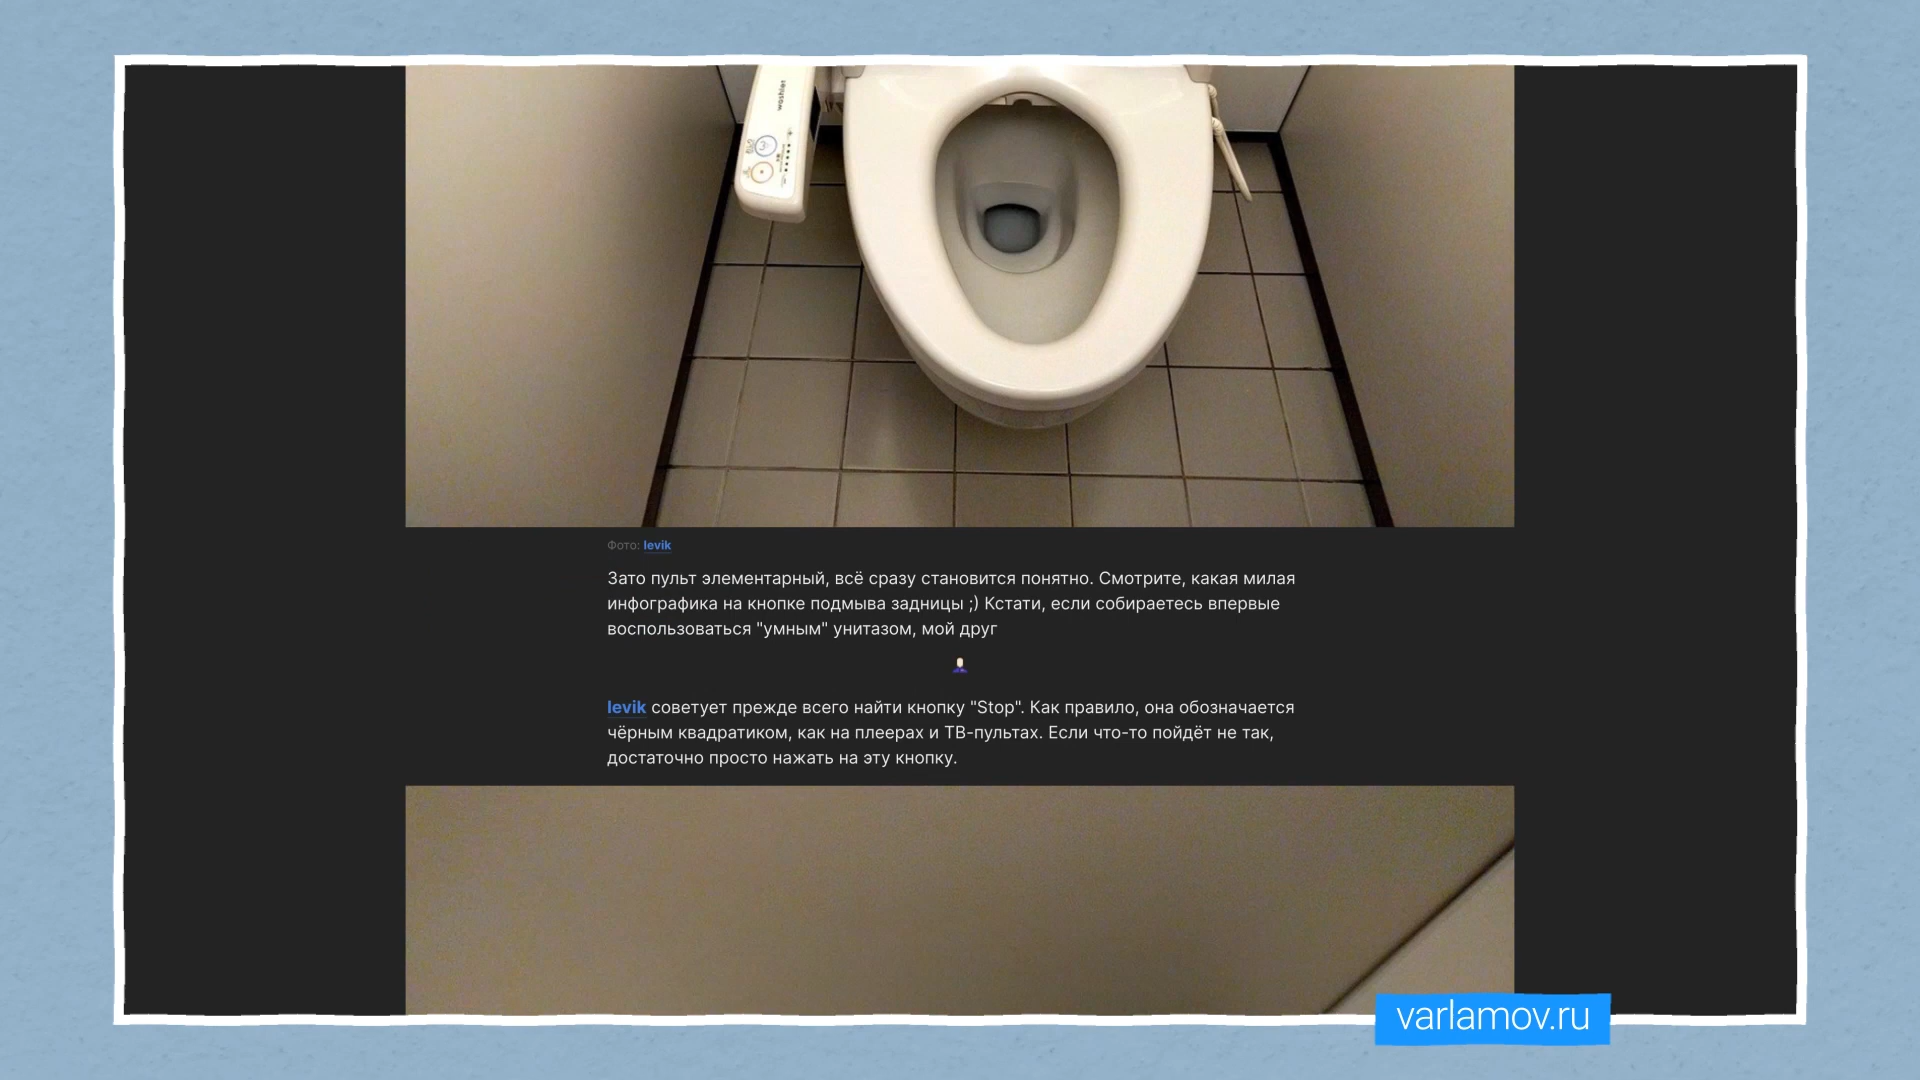 washlet
Фото: levik
Зато пульт элементарный, всё сразу становится понятно. Смотрите, какая милая
инфографика на кнопке подмыва задницы ;) Кстати, если собираетесь впервые
воспользоваться "умным" унитазом, мой друг
levik советует прежде всего найти кнопку "Stop". Как правило, она обозначается
чёрным квадратиком, как на плеерах и ТВ-пультах. Если что-то пойдёт не так,
достаточно просто нажать на эту кнопку.
varlamov.ru